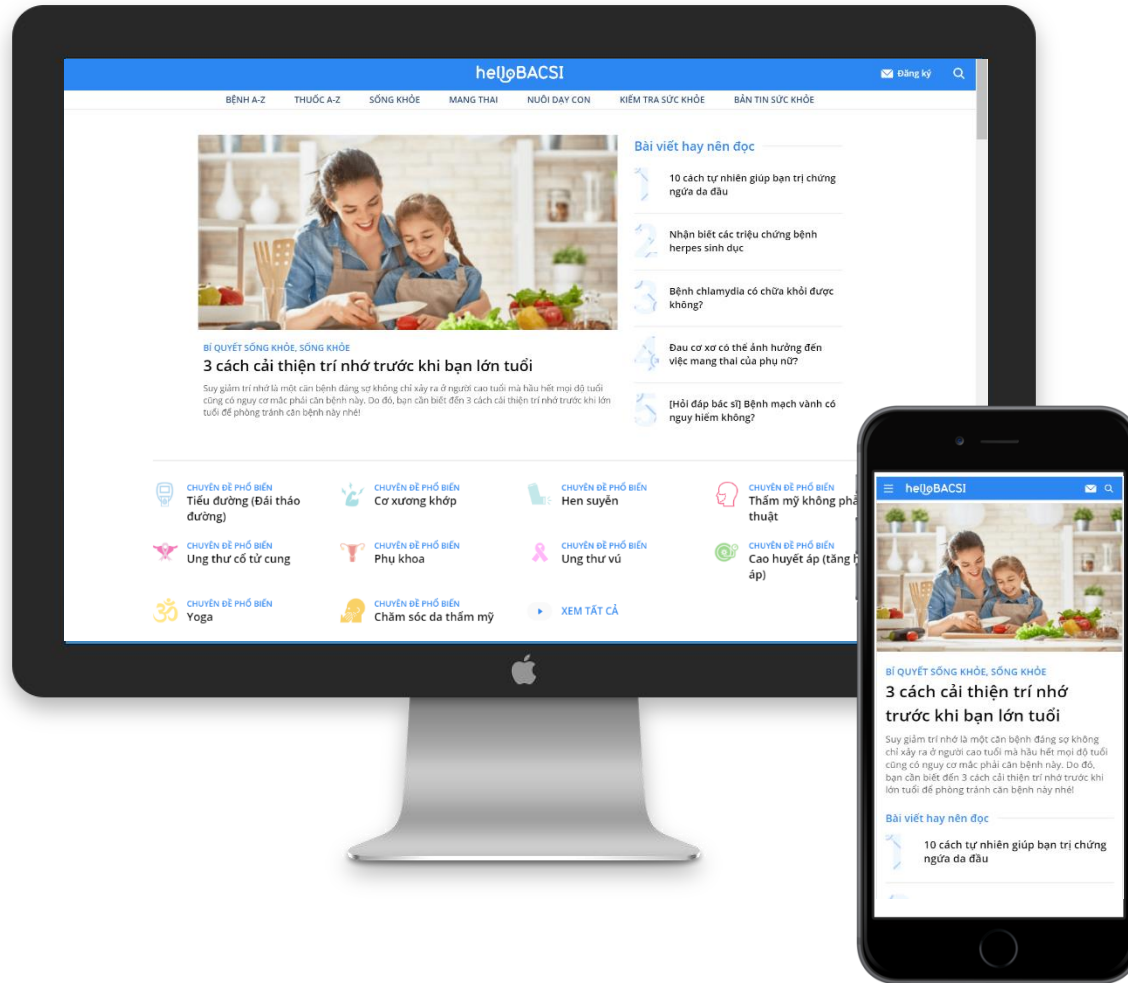 helloBACSI
Đăng ký
BỆNH A-Z THUỐC A-Z SỐNG KHỎE MANG THAI NUÔI DẠY CON KIỂM TRA SỨC KHỎE BẢN TIN SỨC KHỎE
BÍ QUYẾT SỐNG KHỎE, SỐNG KHỎE
3 cách cải thiện trí nhớ trước khi bạn lớn tuổi
Suy giảm trí nhớ là một căn bệnh đáng sợ không chỉ xảy ra ở người cao tuổi mà hầu hết mọi độ tuổi
cũng có nguy cơ mắc phải căn bệnh này. Do đó, bạn cần biết đến 3 cách cải thiện trí nhớ trước khi lớn
tuổi để phòng tránh căn bệnh này nhé!
Bài viết hay nên đọc
1
10 cách tự nhiên giúp bạn trị chứng
ngứa da đầu
2
Nhận biết các triệu chứng bệnh
herpes sinh dục
3
Bệnh chlamydia có chữa khỏi được
không?
4
Đau cơ xơ có thể ảnh hưởng đến
việc mang thai của phụ nữ?
5
[Hỏi đáp bác sĩ] Bệnh mạch vành có
nguy hiểm không?
CHUYÊN ĐỀ PHỔ BIẾN
Tiểu đường (Đái tháo
đường)
CHUYÊN ĐỀ PHỔ BIẾN
Cơ xương khớp
CHUYÊN ĐỀ PHỔ BIẾN
Hen suyễn
CHUYÊN ĐỀ PHỔ BIẾN
Thẩm mỹ không
thuật
CHUYÊN ĐỀ PHỔ BIẾN
Ung thư cổ tử cung
CHUYÊN ĐỀ PHỔ BIẾN
Phụ khoa
CHUYÊN ĐỀ PHỔ BIẾN
Ung thư vú
CHUYÊN ĐỀ PHỔ BIẾN
Cao huyết áp (tăng
áp)
CHUYÊN ĐỀ PHỔ BIẾN
Yoga
CHUYÊN ĐỀ PHỔ BIẾN
Chăm sóc da thẩm mỹ
XEM TẤT CẢ
helloBACSI
BÍ QUYẾT SỐNG KHỎE, SỐNG KHỎE
3 cách cải thiện trí nhớ
trước khi bạn lớn tuổi
Suy giảm trí nhớ là một căn bệnh đáng sợ không
chỉ xảy ra ở người cao tuổi mà hầu hết mọi độ tuổi
cũng có nguy cơ mắc phải căn bệnh này. Do đó,
bạn cần biết đến 3 cách cải thiện trí nhớ trước khi
lớn tuổi để phòng tránh căn bệnh này nhé!
Bài viết hay nên đọc
1
10 cách tự nhiên giúp bạn trị chứng
ngứa da đầu